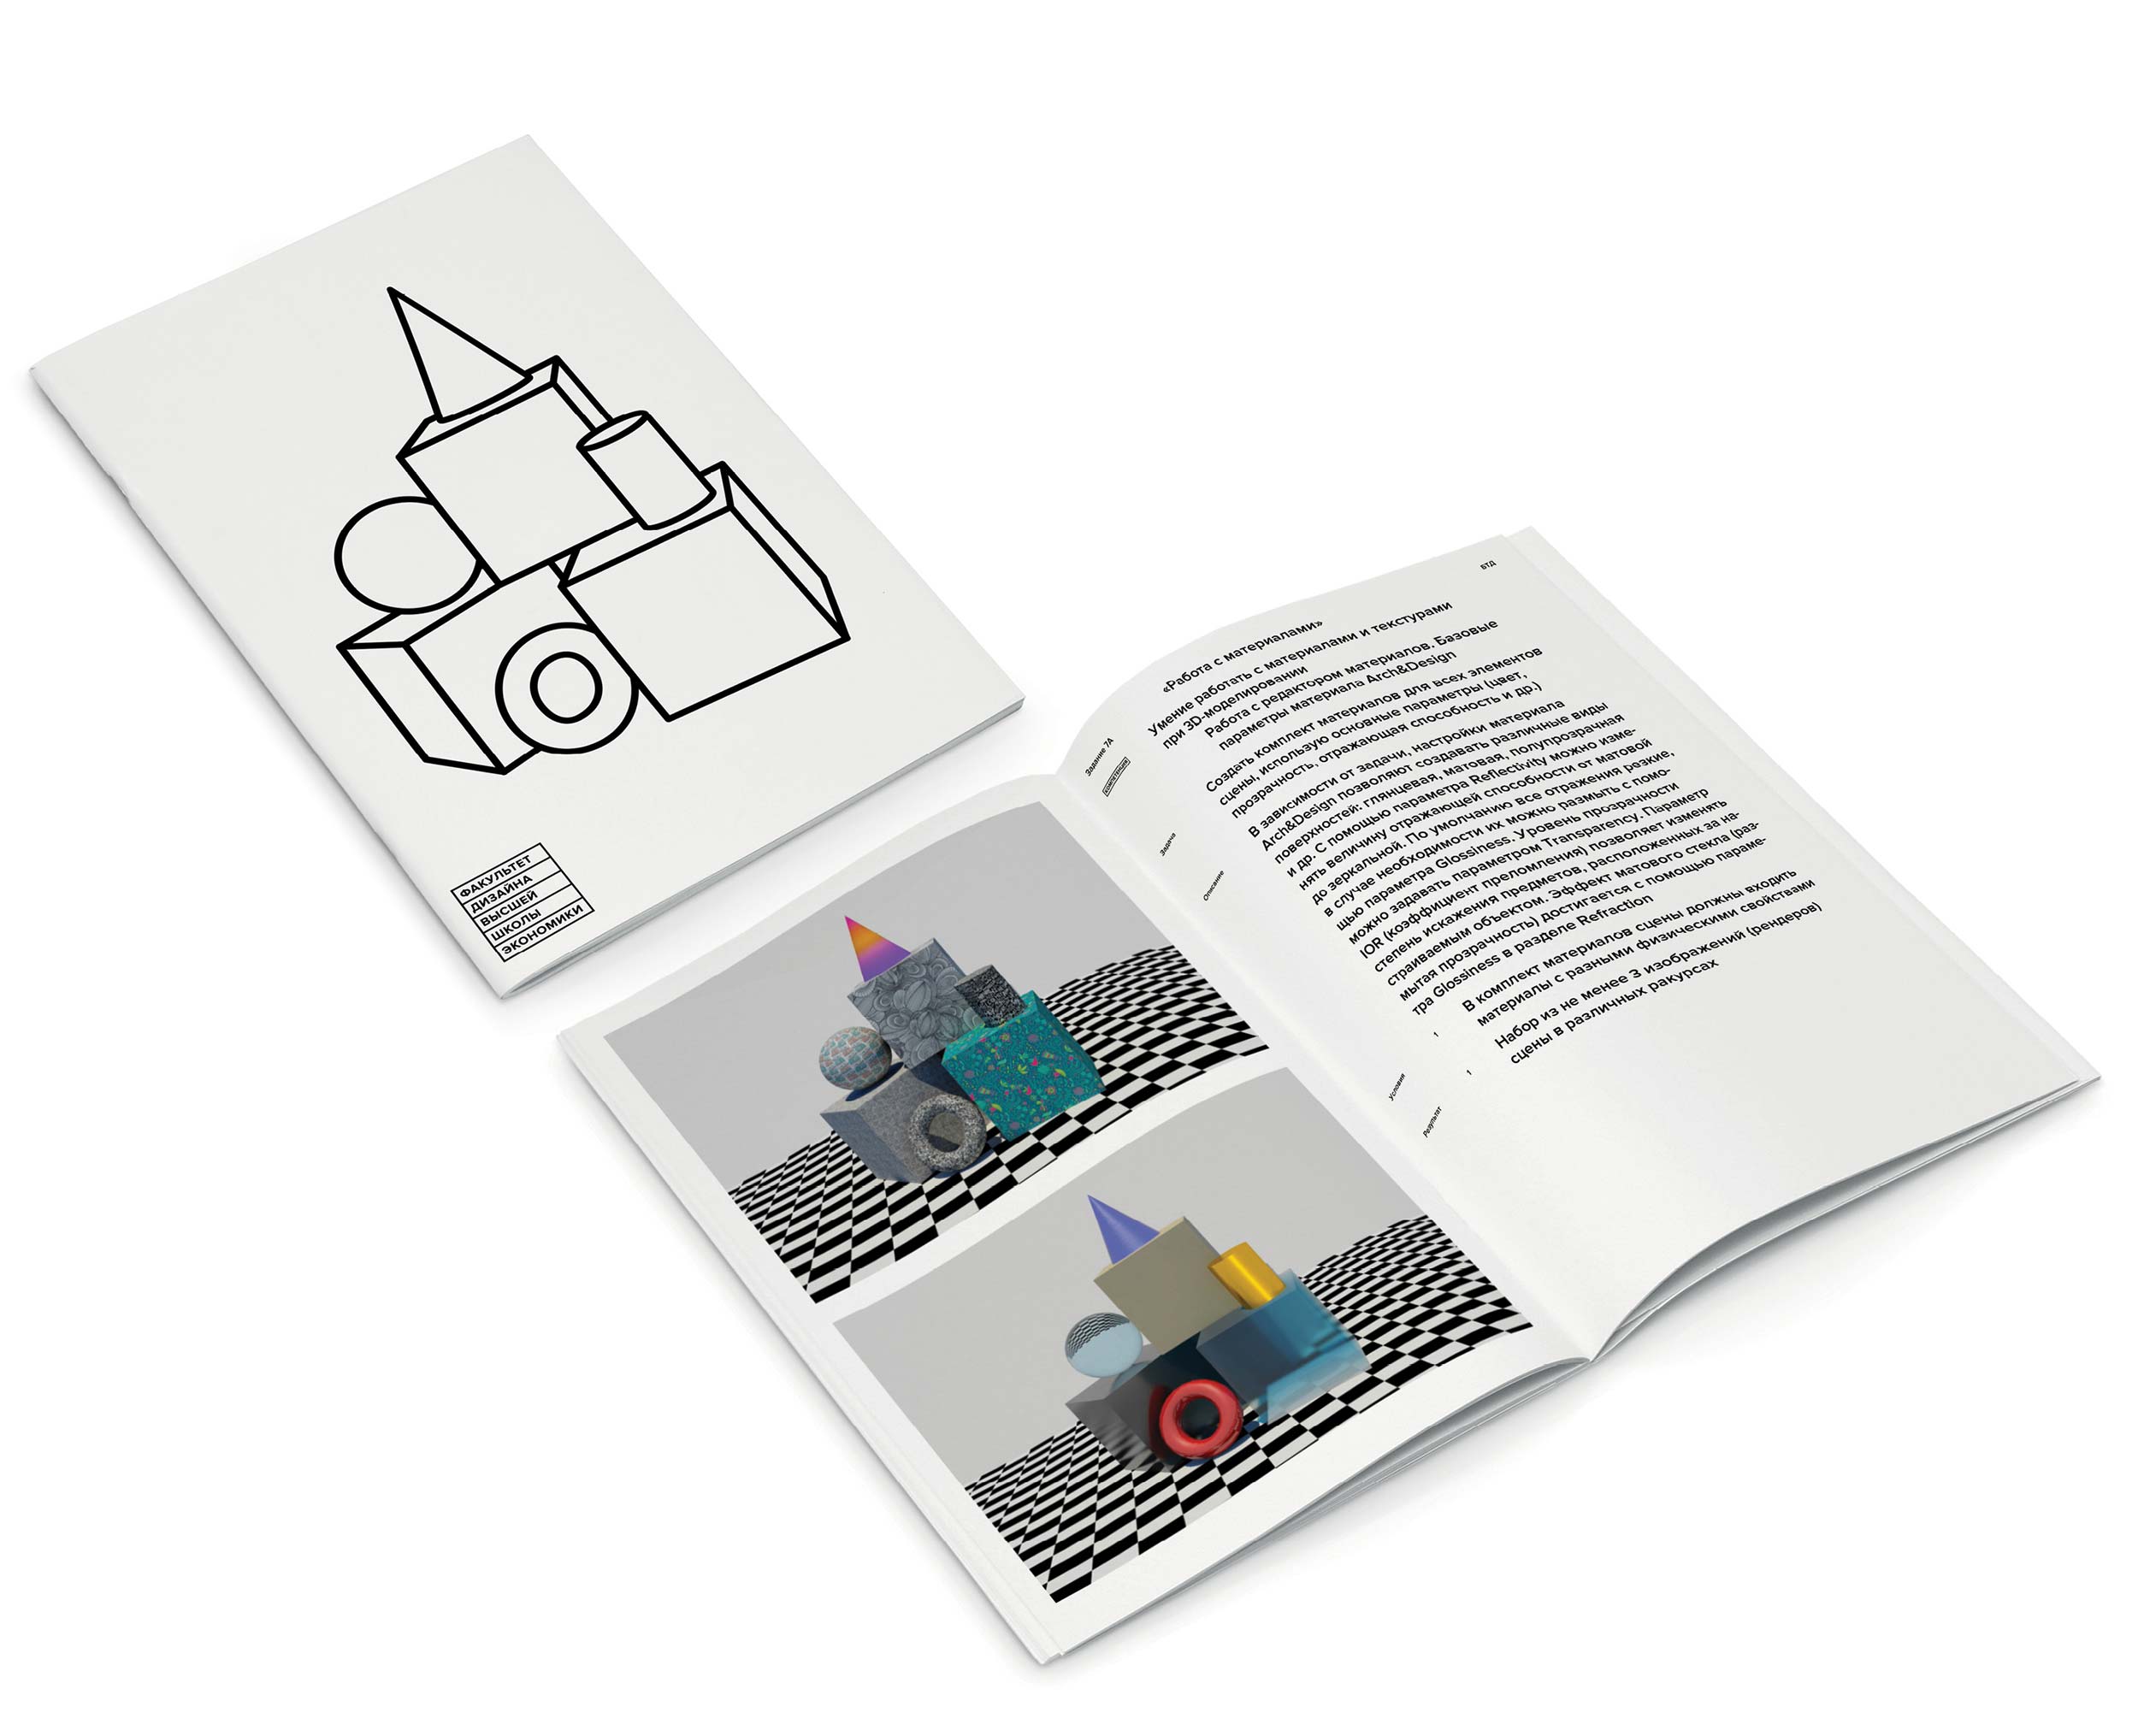 ФАКУЛЬТЕТ
ДИЗАЙНА
ВЫСШЕЙ
ШКОЛЫ
ЭКОНОМИКИ
БТД
Задание 7А
«Работа с материалами»
Умение работать с материалами и текстурами
при 3D-моделировании
Работа с редактором материалов. Базовые
параметры материала Arch&Design
Задача
Создать комплект материалов для всех элементов
сцены, использую основные параметры (цвет,
прозрачность, отражающая способность и др.)
Описание
В зависимости от задачи, настройки материала
Arch&Design позволяют создавать различные виды
поверхностей: глянцевая, матовая, полупрозрачная
и др. С помощью параметра Reflectivity можно изме-
нять величину отражающей способности от матовой
до зеркальной. По умолчанию все отражения резкие,
в случае необходимости их можно размыть с помо-
щью параметра Glossiness. Уровень прозрачности
можно задавать параметром Transparency. Параметр
IOR (коэффициент преломления) позволяет изменять
степень искажения предметов, расположенных за на-
страиваемым объектом. Эффект матового стекла (раз-
мытая прозрачность) достигается с помощью параме-
тра Glossiness в разделе Refraction
Условия
1
В комплект материалов сцены должны входить
материалы с разными физическими свойствами
Результат
1
Набор из не менее 3 изображений (рендеров)
сцены в различных ракурсах